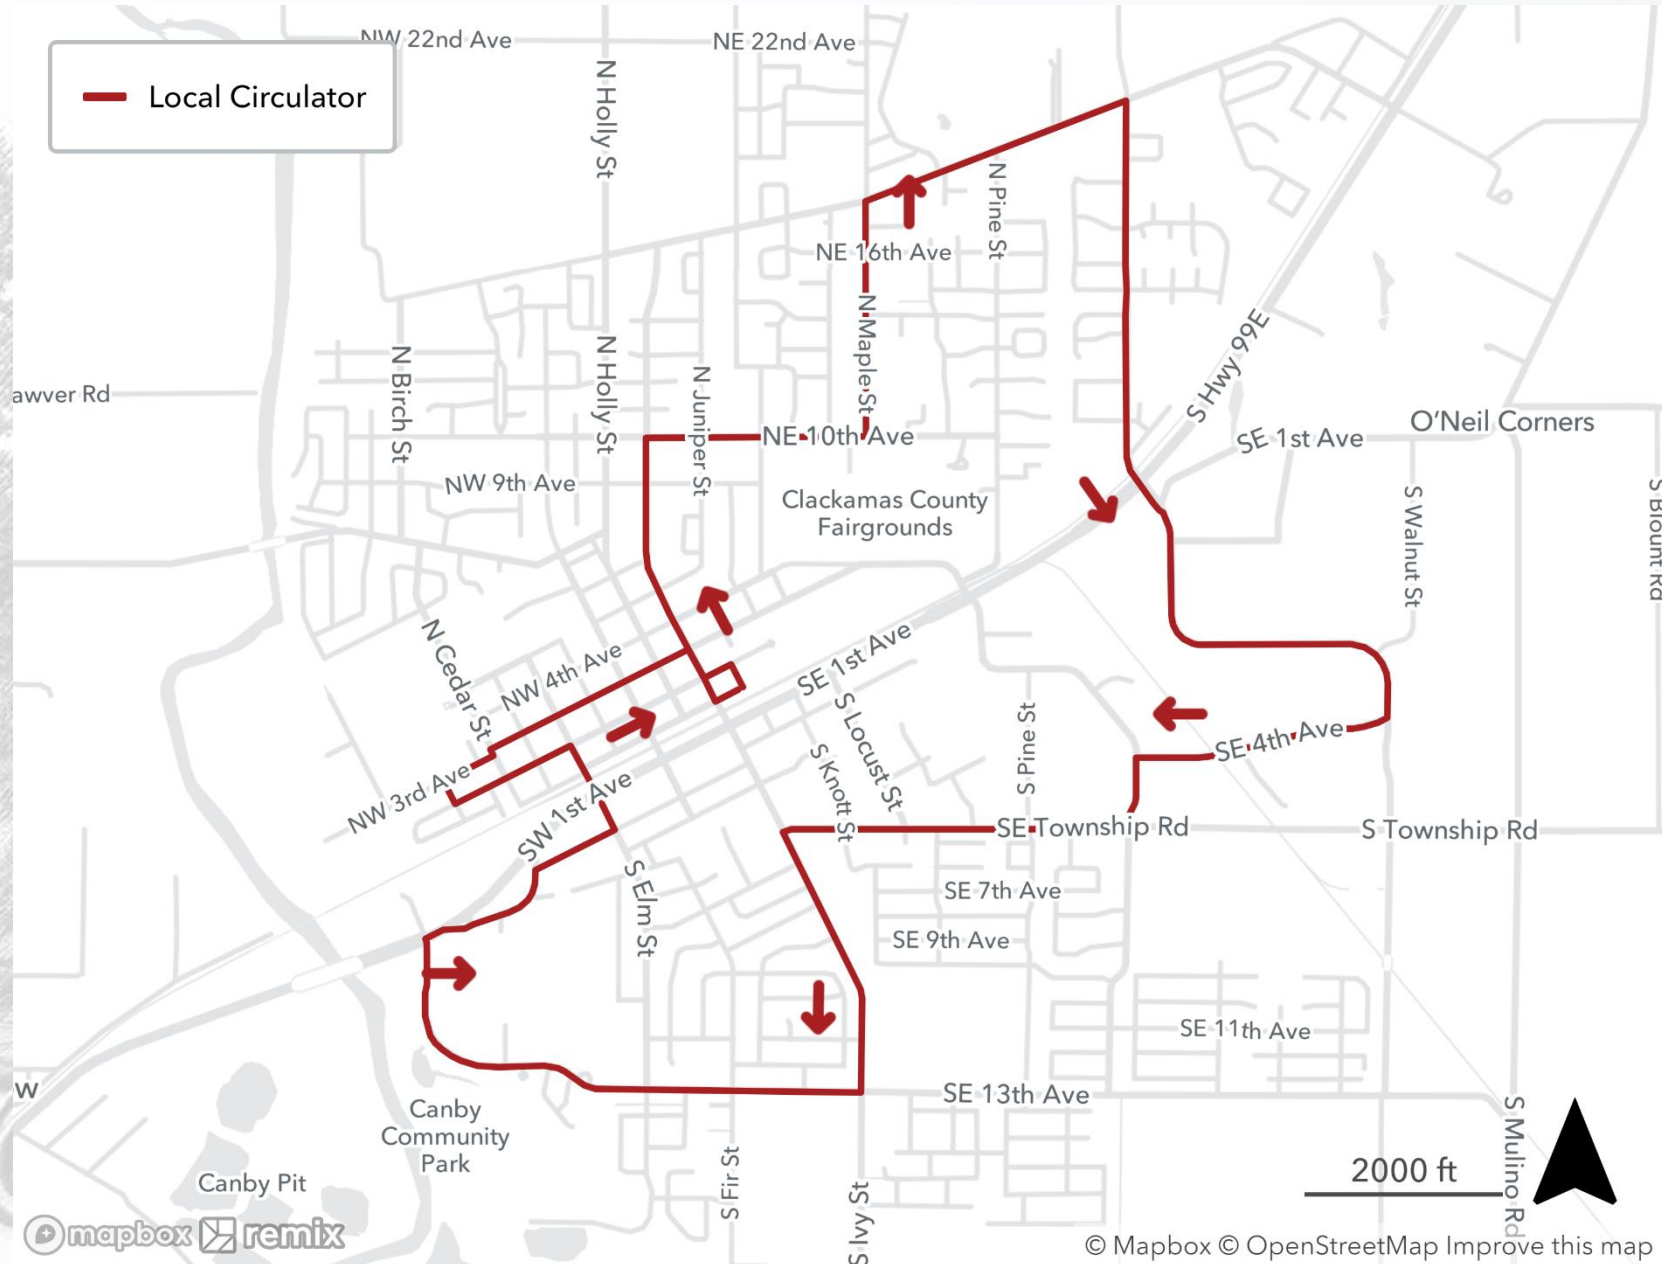 NW 22nd Ave
NE 22nd Ave
Local Circulator
N Holly St
N Pine St
NE 16th Ave
N Maple St
S Hwy 99E
N Birch St
N Holly St
N Juniper St
awver Rd
O'Neil Corners
NE 10th Ave
SE 1st Ave
NW 9th Ave
Clackamas County
Fairgrounds
S Walnut St
S Blount Rd
N Cedar St
NW 4th Ave
SE 1st Ave
S Locust St
S Pine St
SE 4th Ave
S Knott St
NW 3rd Ave
SW 1st Ave
SE Township Rd
S Township Rd
S Elm St
SE 7th Ave
SE 9th Ave
SE 11th Ave
W
SE 13th Ave
Canby
Community
Park
Canby Pit
S Fir St
S Ivy St
S Mulino Rd
2000 ft
mapbox remix
© Mapbox © OpenStreetMap Improve this map